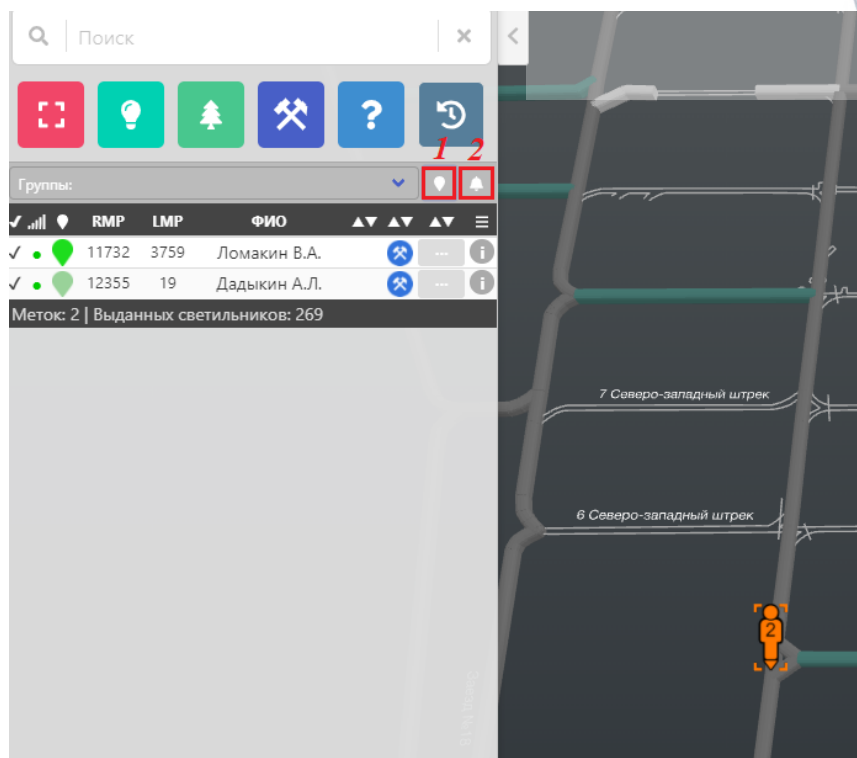 Поиск
1 2
Группы:
RMP LMP ФИО
11732 3759 Ломакин В.А. ...
12355 19 Дадыкин А.Л. ...
Меток: 2 | Выданных светильников: 269
7 Северо-западный штрек
6 Северо-западный штрек
2